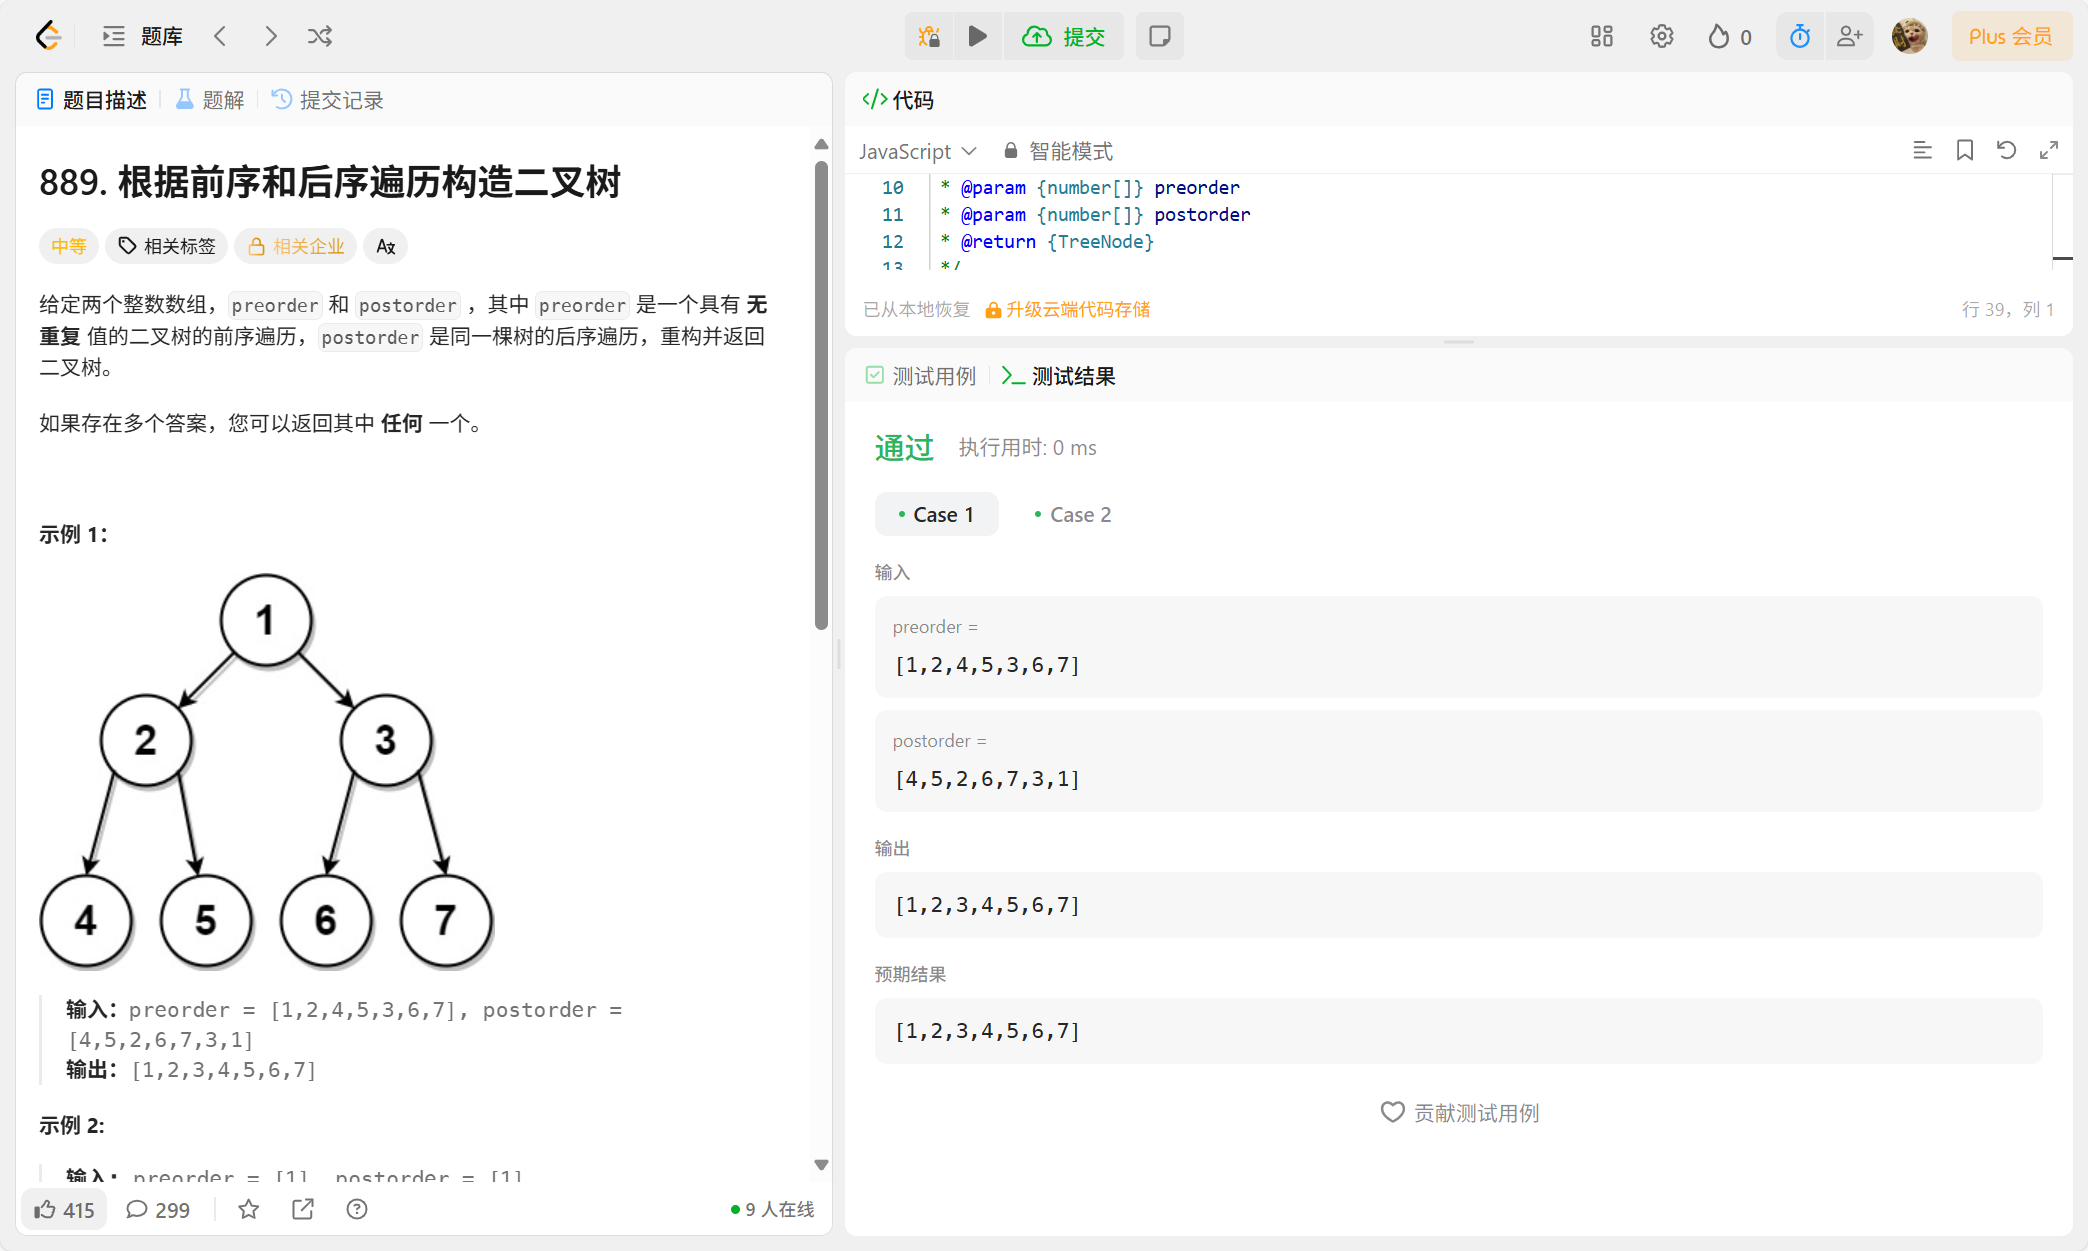 题库
提交
0
Plus 会员
题目描述
题解
提交记录
889. 根据前序和后序遍历构造二叉树
中等
相关标签
相关企业
给定两个整数数组，preorder 和 postorder ，其中 preorder 是一个具有 无
重复 值的二叉树的前序遍历，postorder 是同一棵树的后序遍历，重构并返回
二叉树。
如果存在多个答案，您可以返回其中 任何 一个。
示例 1：
1
2
3
4
5
6
7
输入：preorder = [1,2,4,5,3,6,7], postorder =
[4,5,2,6,7,3,1]
输出：[1,2,3,4,5,6,7]
示例 2:
输入：preorder = [1], postorder = [1]
415
299
9 人在线
</> 代码
JavaScript
智能模式
10 * @param {number[]} preorder
11 * @param {number[]} postorder
12 * @return {TreeNode}
13 */
已从本地恢复
升级云端代码存储
行 39，列 1
测试用例
>_ 测试结果
通过
执行用时: 0 ms
• Case 1
• Case 2
输入
preorder =
[1,2,4,5,3,6,7]
postorder =
[4,5,2,6,7,3,1]
输出
[1,2,3,4,5,6,7]
预期结果
[1,2,3,4,5,6,7]
贡献测试用例